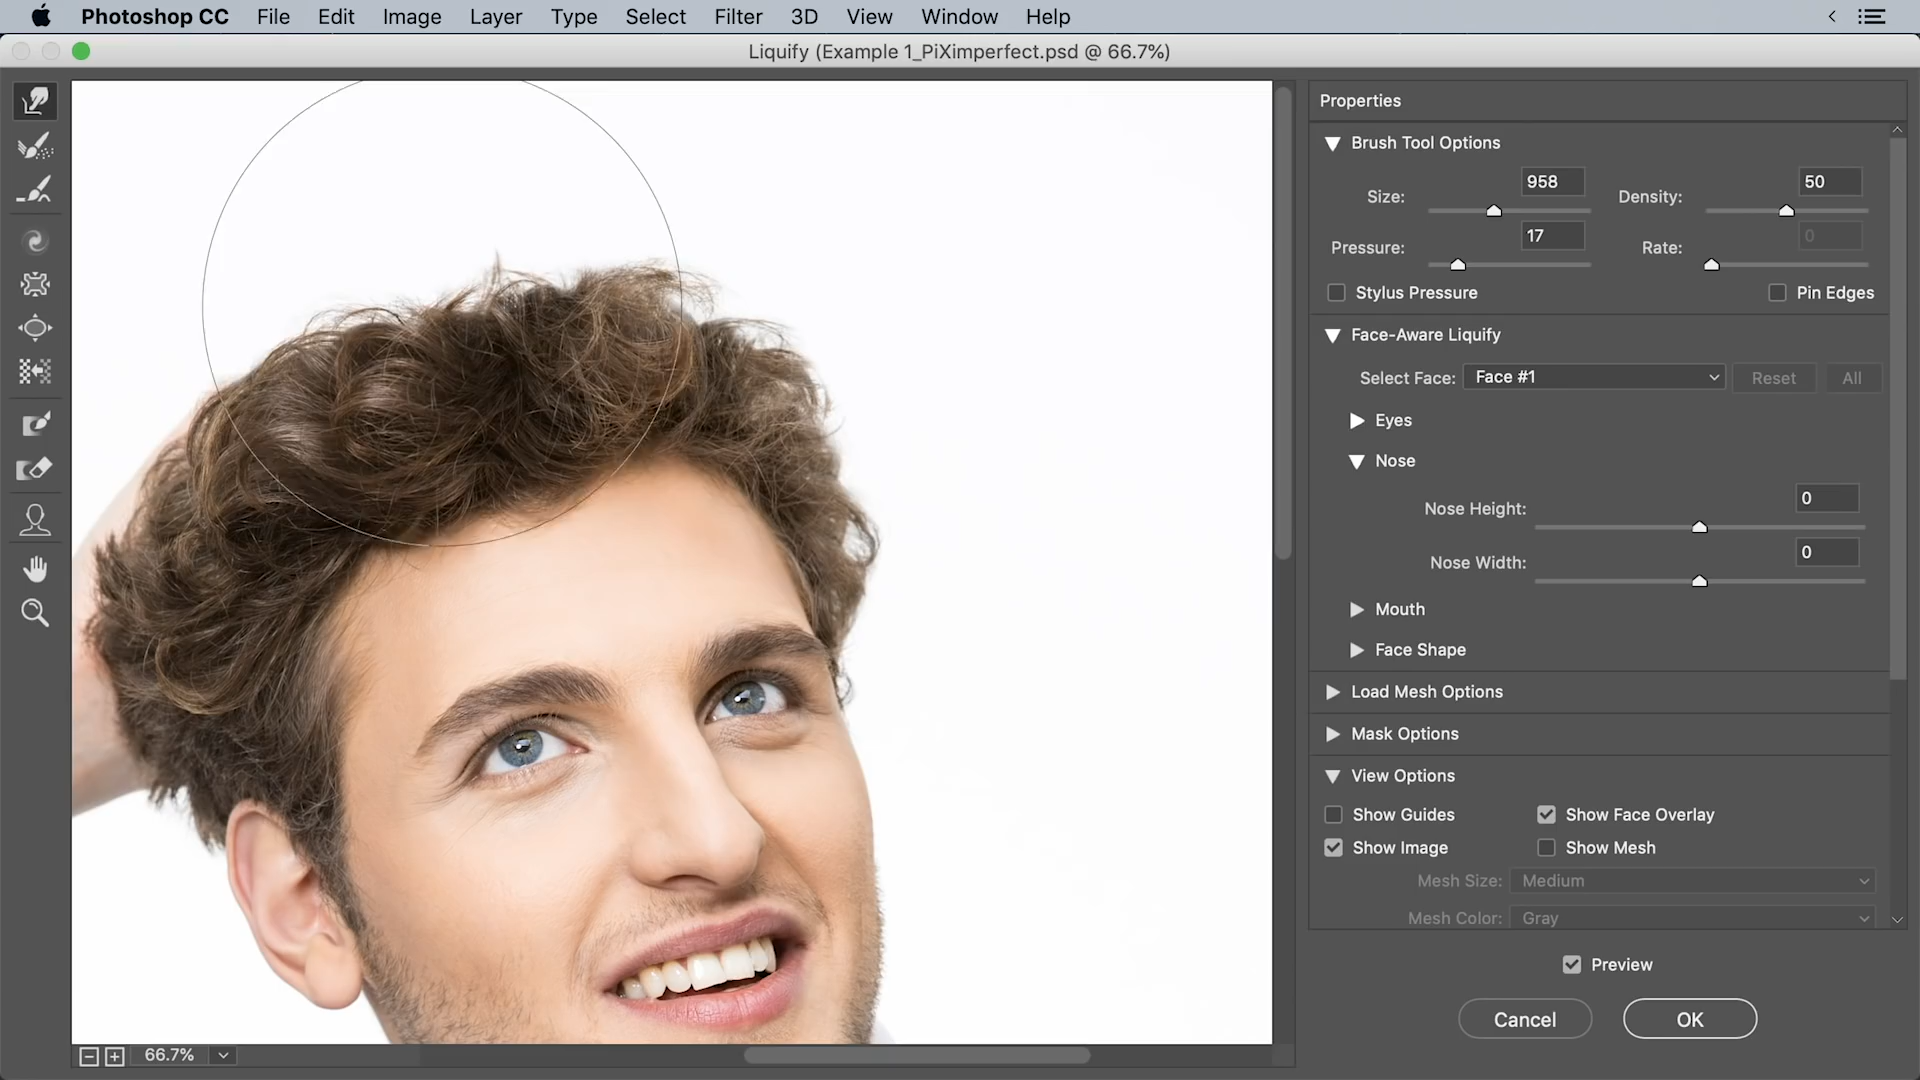 Photoshop CC File Edit Image Layer Type Select Filter 3D View Window Help
Liquify (Example 1_PiXimperfect.psd @ 66.7%)
Properties
Brush Tool Options
Size: 958 Density: 50
Pressure: 17 Rate: 0
Stylus Pressure Pin Edges
Face-Aware Liquify
Select Face: Face #1 Reset All
Eyes
Nose
Nose Height: 0
Nose Width: 0
Mouth
Face Shape
Load Mesh Options
Mask Options
View Options
Show Guides Show Face Overlay
Show Image Show Mesh
Mesh Size: Medium
Mesh Color: Gray
Preview
Cancel OK
66.7%